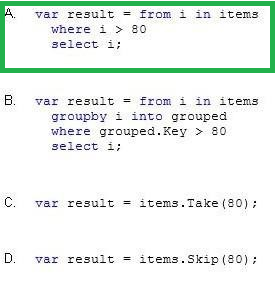 A. var result = from i in items
where i > 80
select i;
B. var result = from i in items
groupby i into grouped
where grouped.Key > 80
select i;
C. var result = items.Take(80);
D. var result = items.Skip(80);